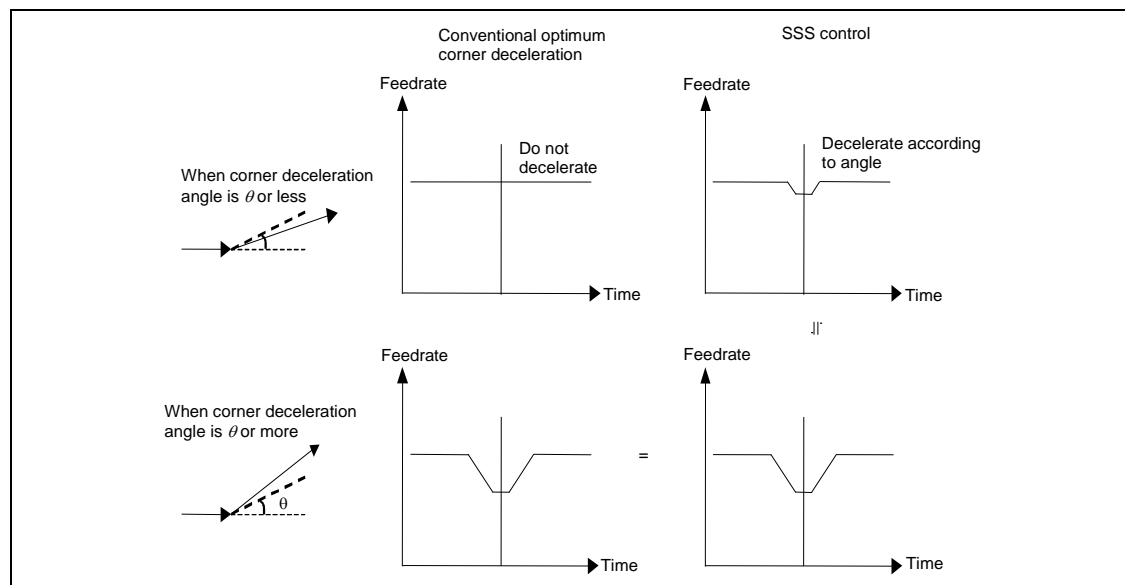 Conventional optimum
corner deceleration
SSS control
Feedrate
Feedrate
Do not
decelerate
Decelerate according
to angle
When corner deceleration
angle is θ or less
Time
Time
Feedrate
Feedrate
When corner deceleration
angle is θ or more
=
θ
Time
Time